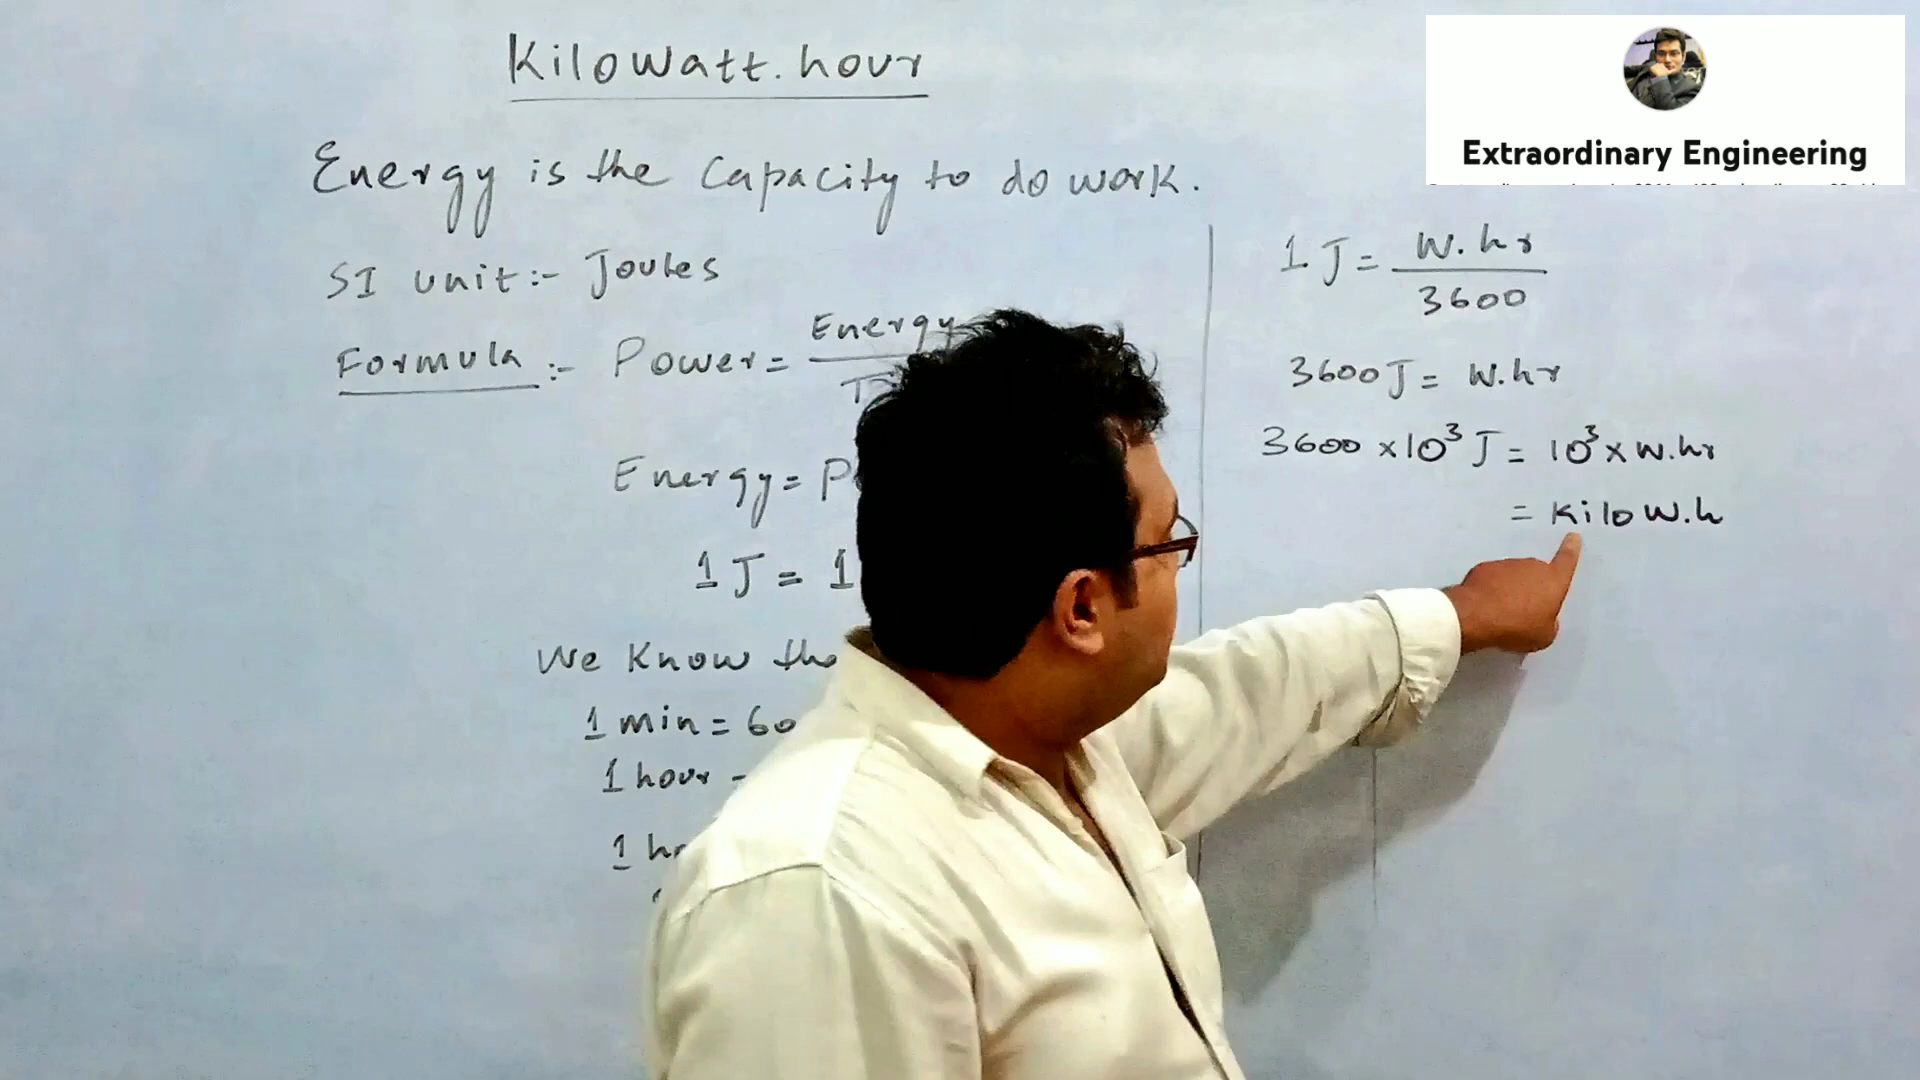 Kilowatt.hour
Energy is the Capacity to do work.
SI unit:- Joules
Formula :- Power = Energy
Energy = P
1 J = 1
We Know
1 min = 60
1 hour
1 hr
1 J = W.hr
3600
3600 J = W.hr
3600 x 10³ J = 10³ x W.hr
= Kilo W.h
Extraordinary Engineering